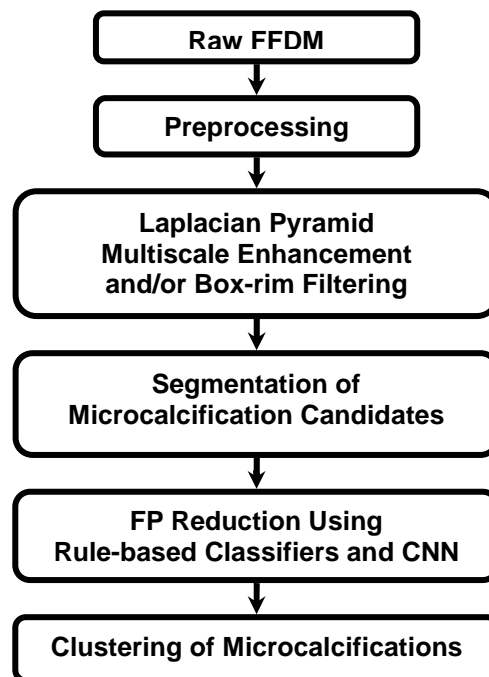 Raw FFDM
Preprocessing
Laplacian Pyramid
Multiscale Enhancement
and/or Box-rim Filtering
Segmentation of
Microcalcification Candidates
FP Reduction Using
Rule-based Classifiers and CNN
Clustering of Microcalcifications